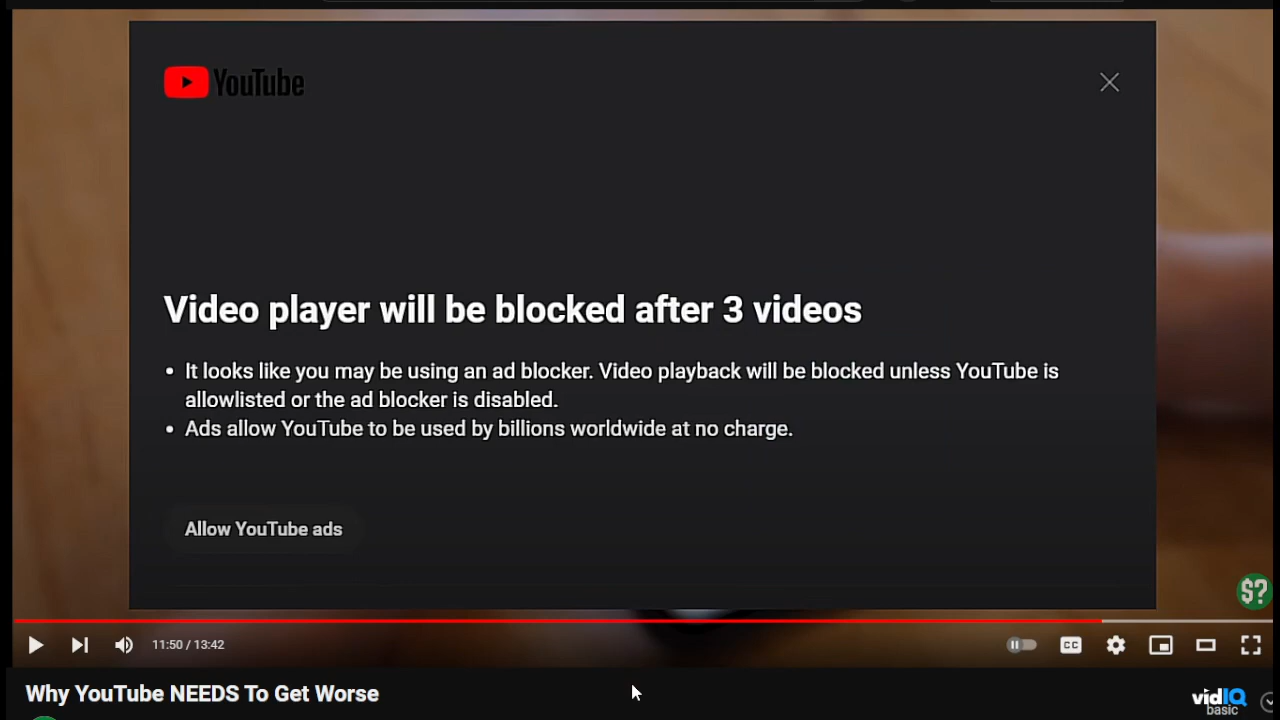 YouTube
Video player will be blocked after 3 videos
• It looks like you may be using an ad blocker. Video playback will be blocked unless YouTube is
allowlisted or the ad blocker is disabled.
• Ads allow YouTube to be used by billions worldwide at no charge.
Allow YouTube ads
$?
11:50 / 13:42
CC
Why YouTube NEEDS To Get Worse
vidIQ
basic